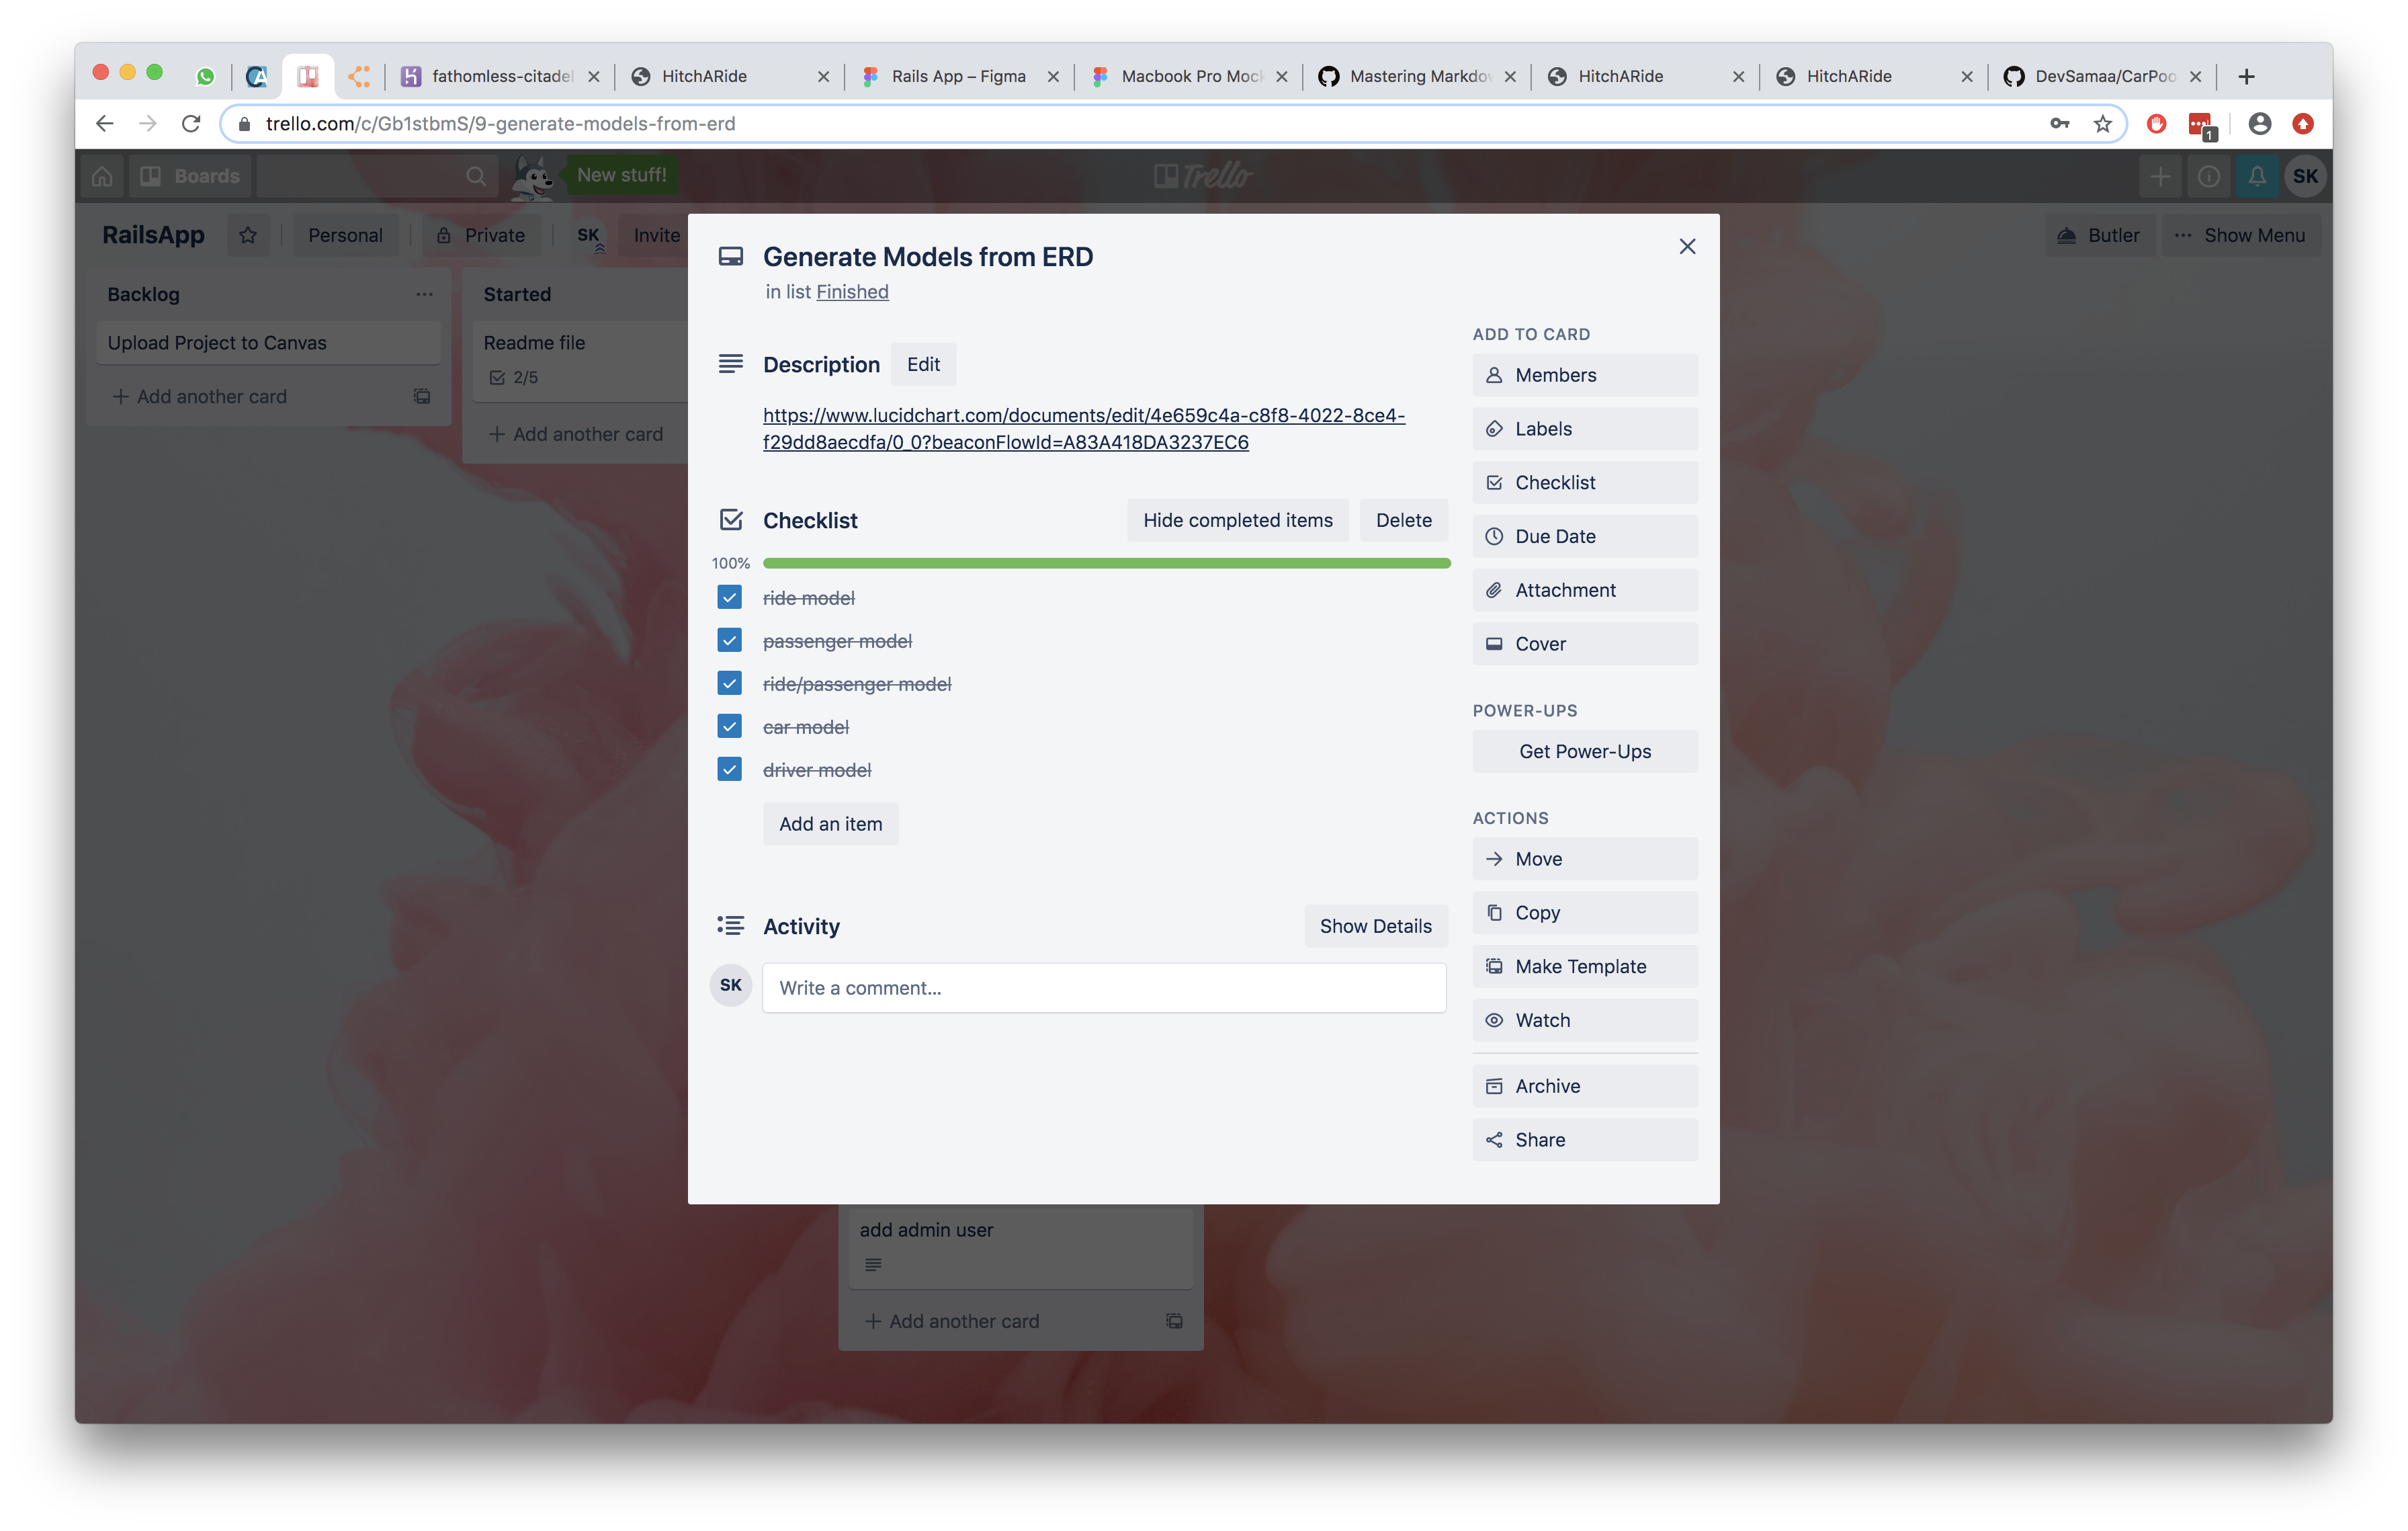 fathomless-citadel
HitchARide
Rails App – Figma
Macbook Pro Mock
Mastering Markdow
HitchARide
HitchARide
DevSamaa/CarPoo
trello.com/c/Gb1stbmS/9-generate-models-from-erd
1
Boards
New stuff!
Trello
SK
RailsApp
Personal
Private
SK
Invite
Butler
Show Menu
Backlog
Upload Project to Canvas
Add another card
Started
Readme file
2/5
Add another card
Generate Models from ERD
in list Finished
Description
Edit
https://www.lucidchart.com/documents/edit/4e659c4a-c8f8-4022-8ce4-
f29dd8aecdfa/0_0?beaconFlowId=A83A418DA3237EC6
Checklist
Hide completed items
Delete
100%
ride model
passenger model
ride/passenger model
car model
driver model
Add an item
Activity
Show Details
SK
Write a comment...
ADD TO CARD
Members
Labels
Checklist
Due Date
Attachment
Cover
POWER-UPS
Get Power-Ups
ACTIONS
Move
Copy
Make Template
Watch
Archive
Share
add admin user
Add another card